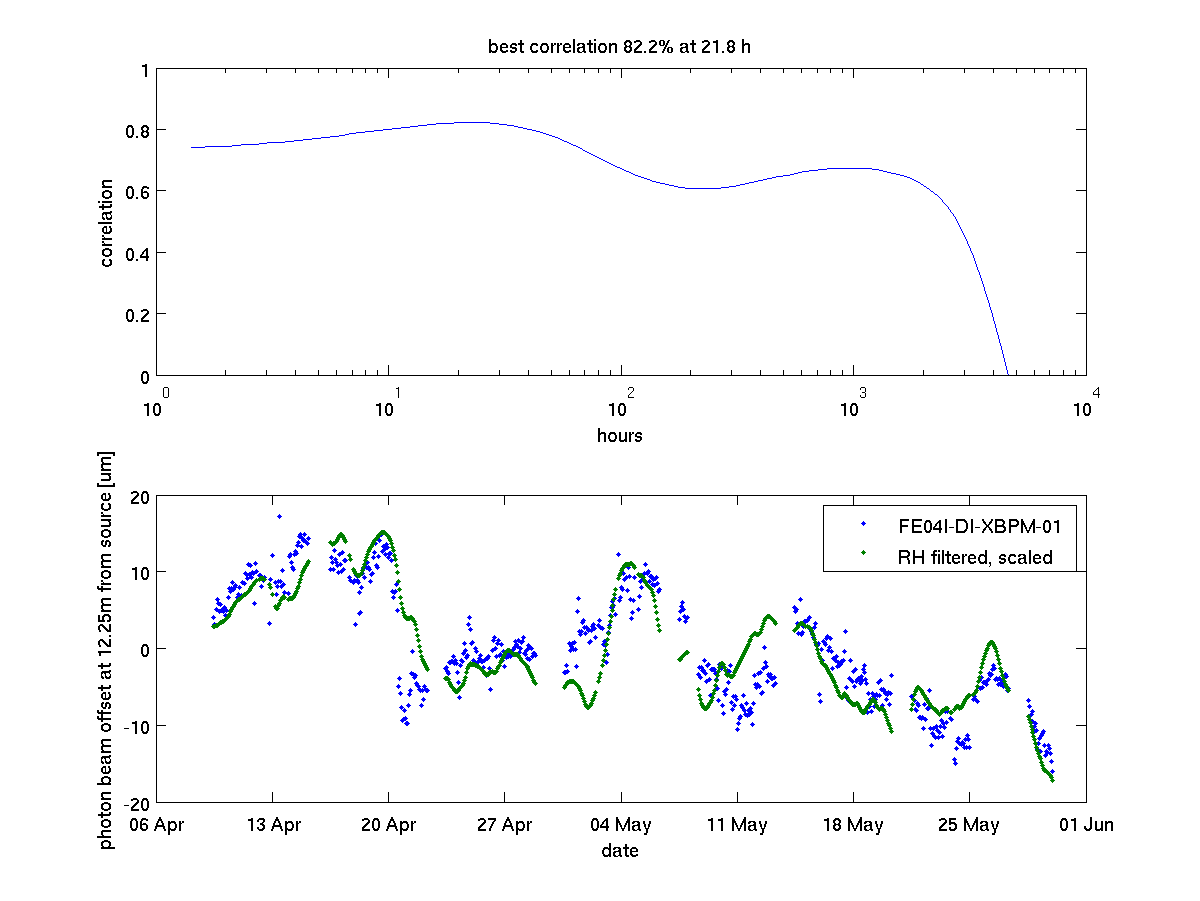 best correlation 82.2% at 21.8 h
correlation
1
0.8
0.6
0.4
0.2
0
10^0
10^1
10^2
10^3
10^4
hours
photon beam offset at 12.25m from source [um]
20
10
0
-10
-20
FE04I-DI-XBPM-01
RH filtered, scaled
06 Apr
13 Apr
20 Apr
27 Apr
04 May
11 May
18 May
25 May
01 Jun
date